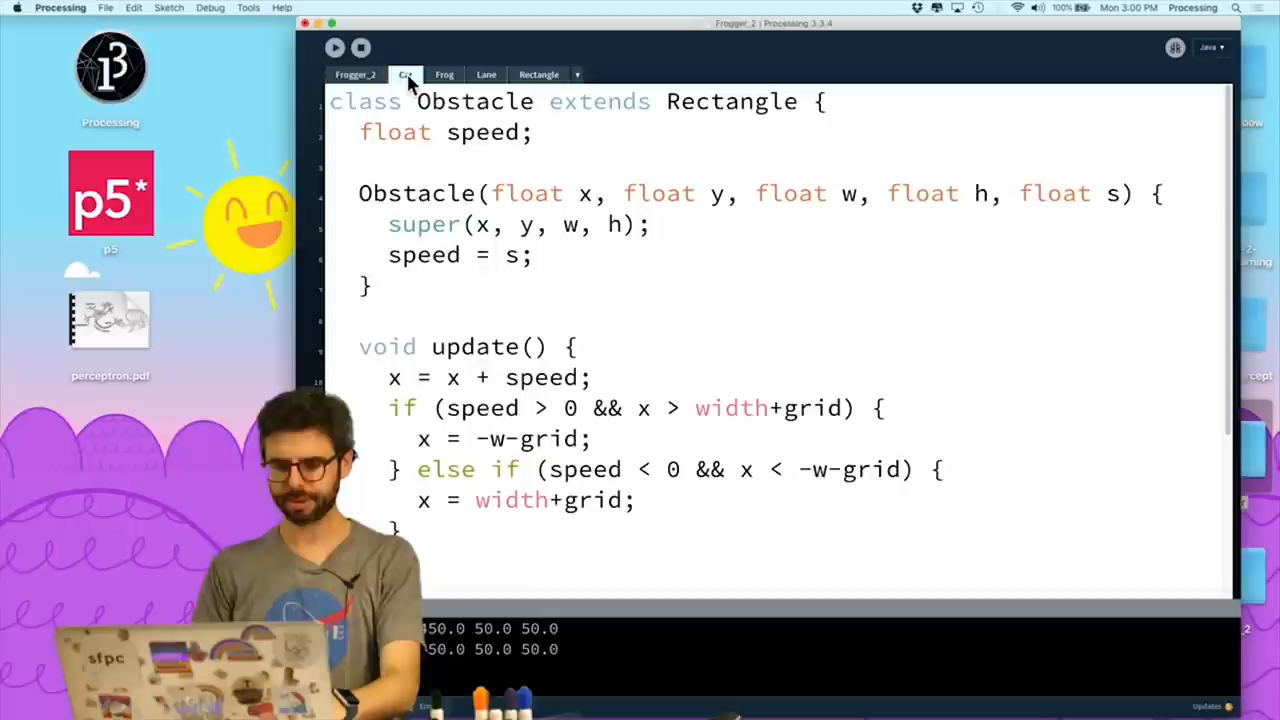 Processing File Edit Sketch Debug Tools Help
100% Mon 3:00 PM Processing
Frogger_2 | Processing 3.3.4
Java
Frogger_2 Frog Lane Rectangle
Processing
p5*
p5
perceptron.pdf
class Obstacle extends Rectangle {
float speed;
Obstacle(float x, float y, float w, float h, float s) {
super(x, y, w, h);
speed = s;
}
void update() {
x = x + speed;
if (speed > 0 && x > width+grid) {
x = -w-grid;
} else if (speed < 0 && x < -w-grid) {
x = width+grid;
}
450.0 50.0 50.0
50.0 50.0 50.0
Updates
sfpc